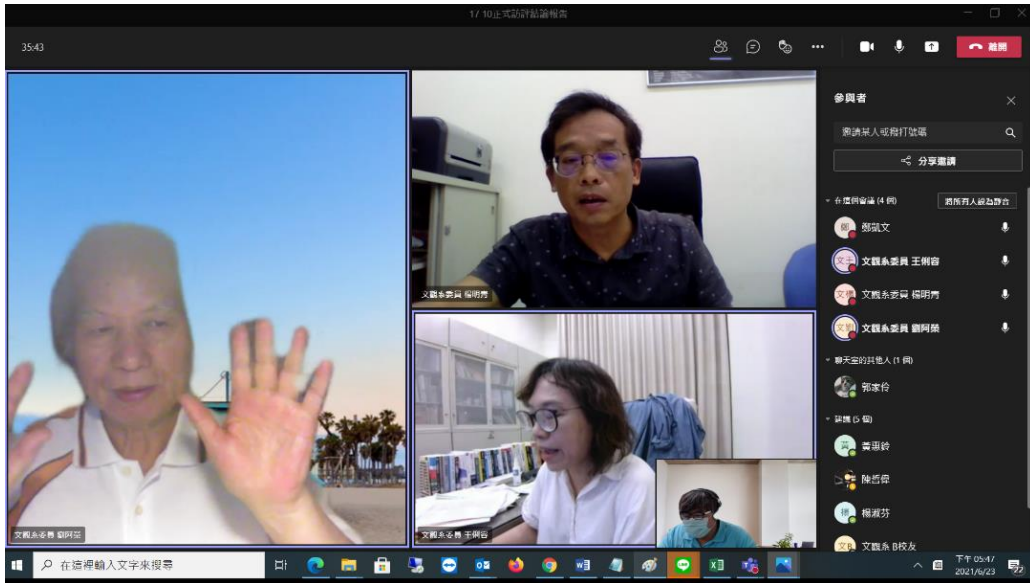 17/ 10正式訪評結論報告
35:43
離開
參與者
邀請某人或撥打號碼
分享邀請
在這個會議 (4 個)
將所有人設為靜音
鄭凱文
文觀系委員 王俐容
文觀系委員 楊明青
文觀系委員 劉阿榮
聊天室的其他人 (1 個)
郭家伶
(5 個)
黃惠鈴
陳哲偉
楊淑芬
文觀系 B校友
文觀系委員 楊明青
文觀系委員 劉阿榮
文觀系委員 王俐容
在這裡輸入文字來搜尋
下午 05:47
2021/6/23